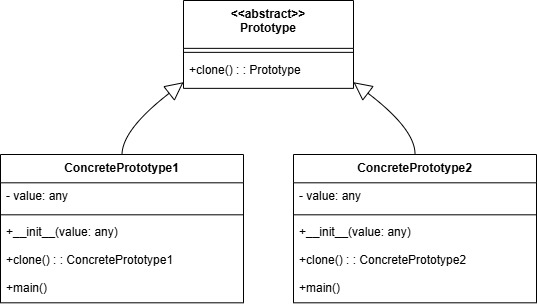 <<abstract>>
Prototype
+clone() : : Prototype
ConcretePrototype1
- value: any
+__init__(value: any)
+clone() : : ConcretePrototype1
+main()
ConcretePrototype2
- value: any
+__init__(value: any)
+clone() : : ConcretePrototype2
+main()